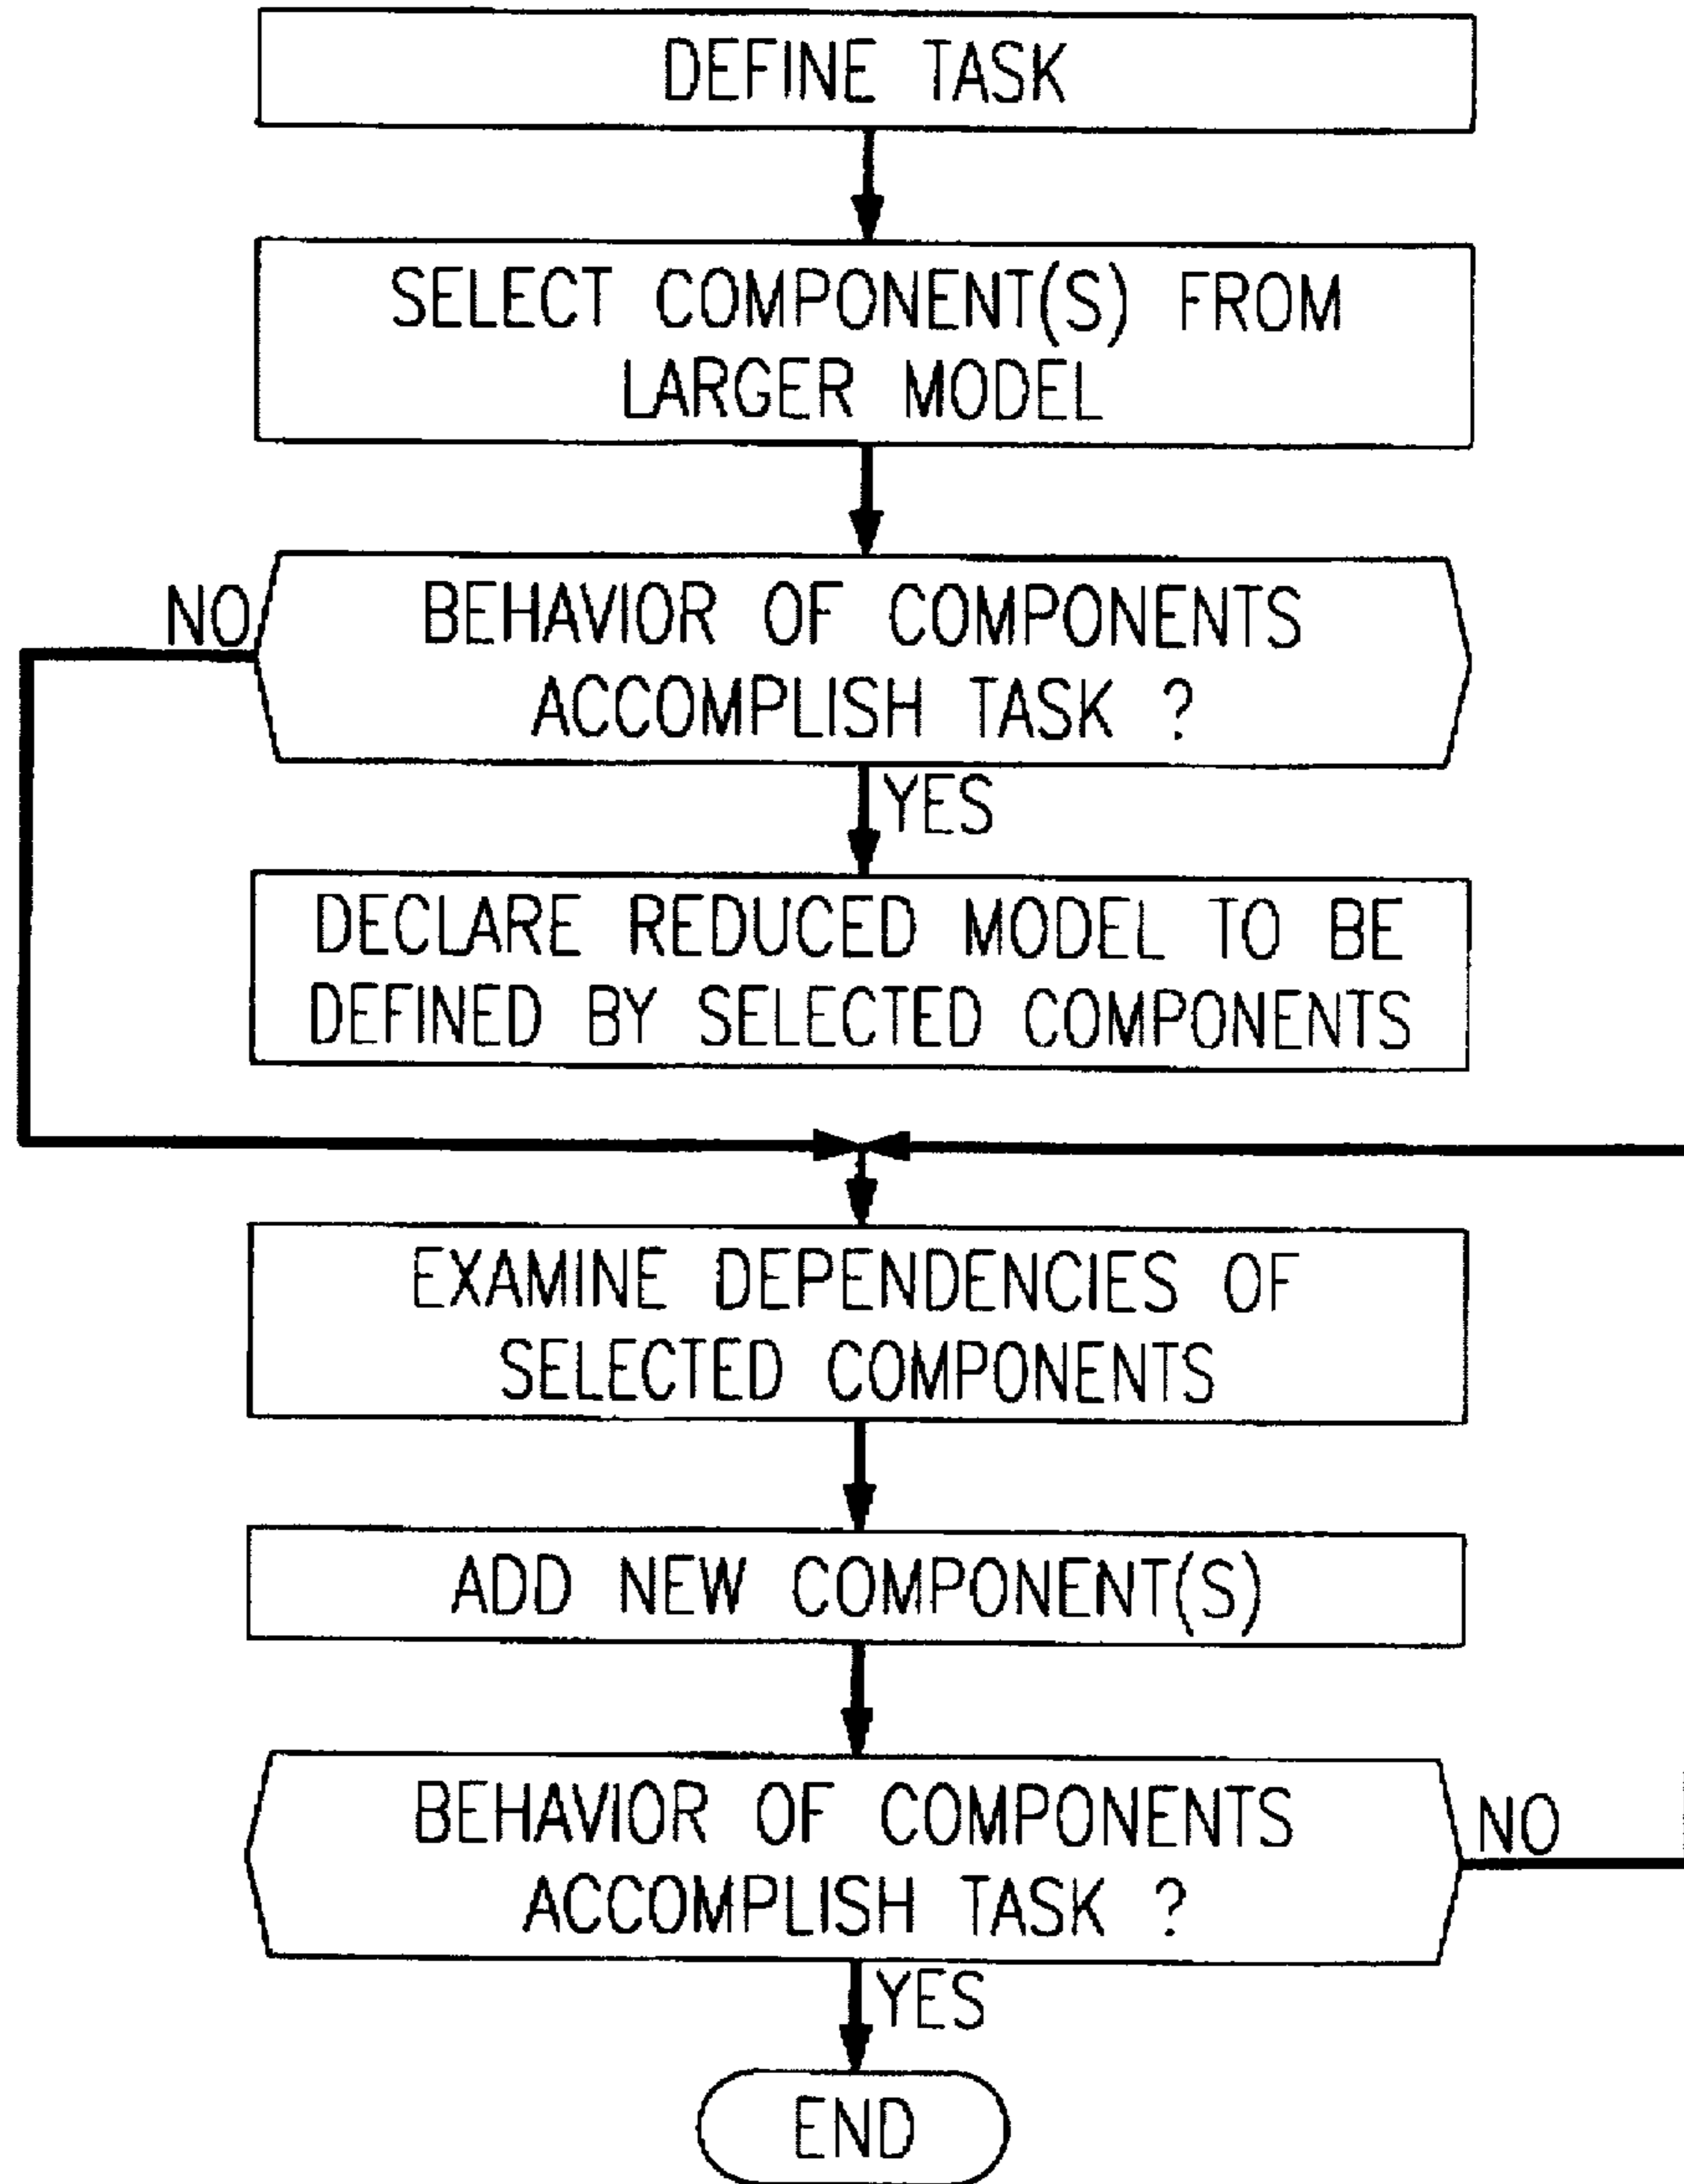 DEFINE TASK
SELECT COMPONENT(S) FROM
LARGER MODEL
NO
BEHAVIOR OF COMPONENTS
ACCOMPLISH TASK ?
YES
DECLARE REDUCED MODEL TO BE
DEFINED BY SELECTED COMPONENTS
EXAMINE DEPENDENCIES OF
SELECTED COMPONENTS
ADD NEW COMPONENT(S)
BEHAVIOR OF COMPONENTS
ACCOMPLISH TASK ?
NO
YES
END